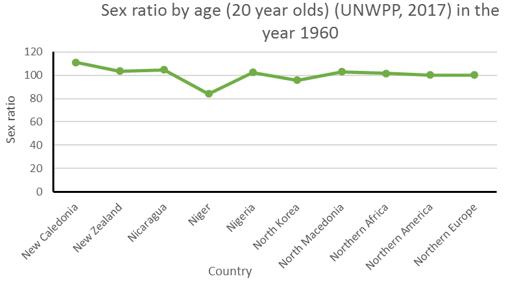 Sex ratio by age (20 year olds) (UNWPP, 2017) in the
year 1960
120
100
80
60
40
20
0
Sex ratio
New Caledonia
New Zealand
Nicaragua
Niger
Nigeria
North Korea
North Macedonia
Northern Africa
Northern America
Northern Europe
Country